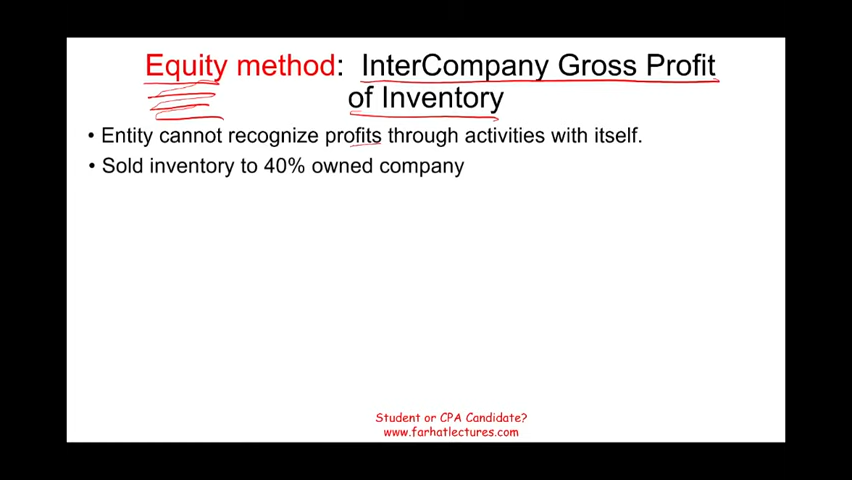 Equity method: InterCompany Gross Profit
of Inventory
• Entity cannot recognize profits through activities with itself.
• Sold inventory to 40% owned company
Student or CPA Candidate?
www.farhatlectures.com